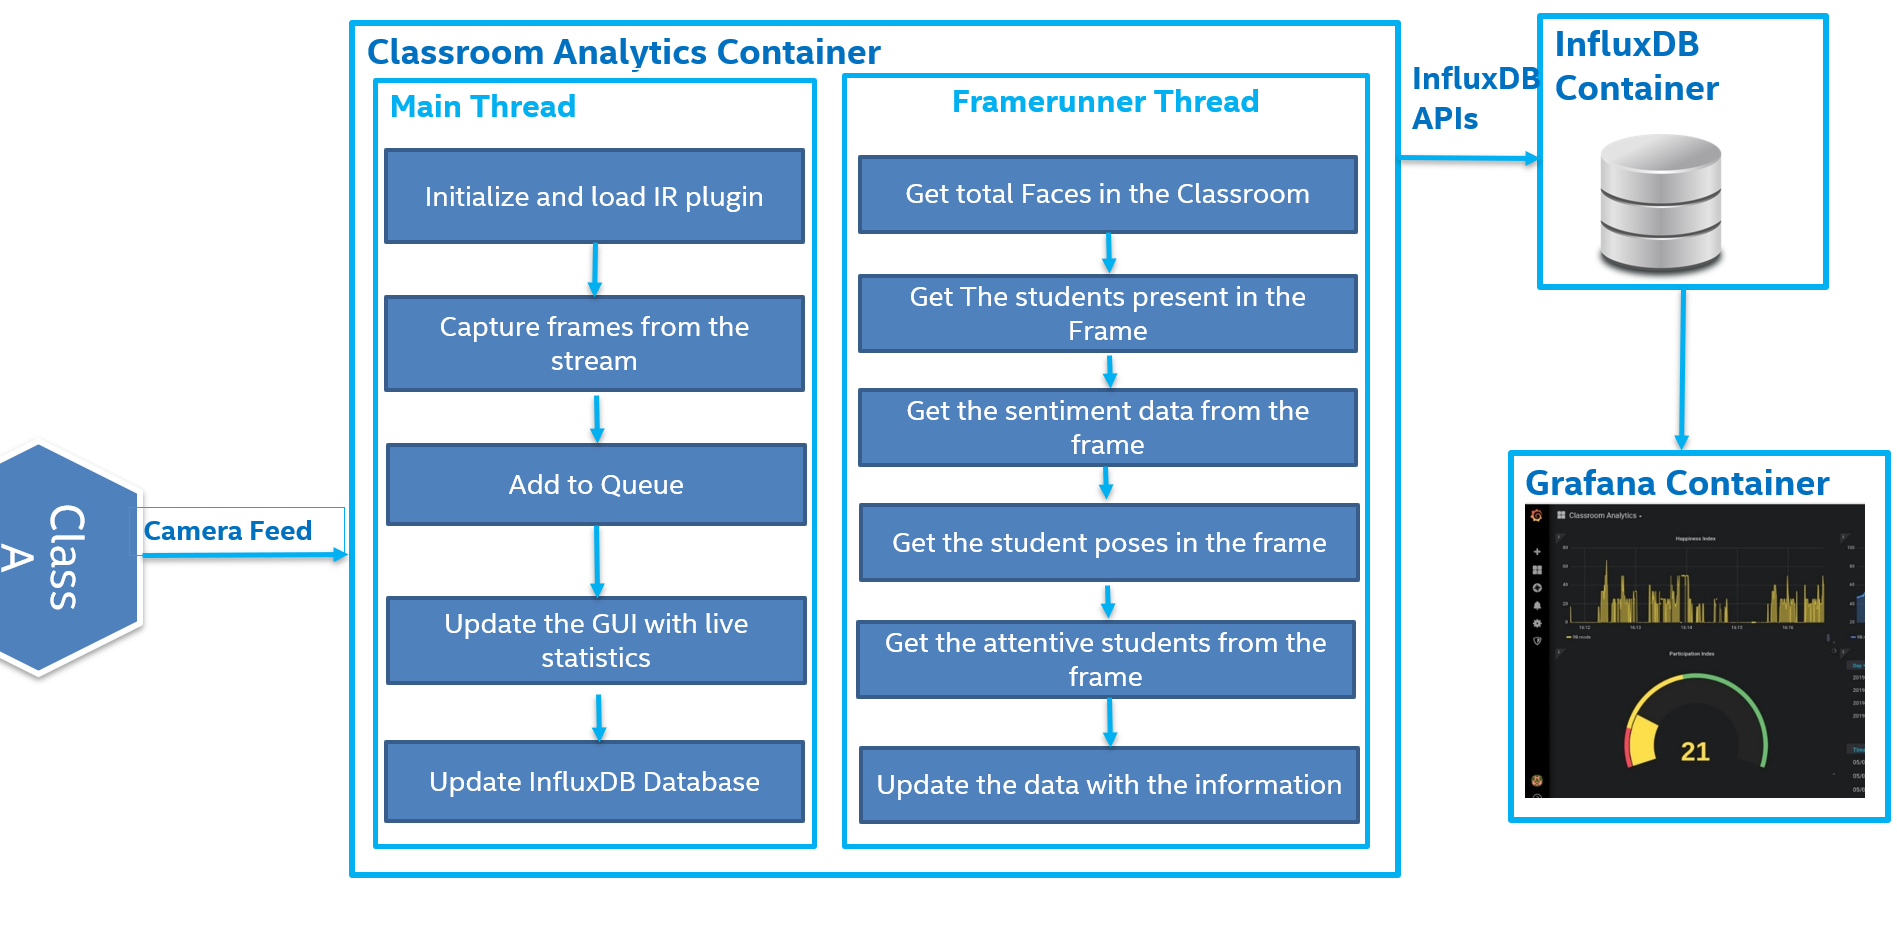 Classroom Analytics Container
Main Thread
Initialize and load IR plugin
Capture frames from the
stream
Add to Queue
Update the GUI with live
statistics
Update InfluxDB Database
Framerunner Thread
Get total Faces in the Classroom
Get The students present in the
Frame
Get the sentiment data from the
frame
Get the student poses in the frame
Get the attentive students from the
frame
Update the data with the information
Class
A
Camera Feed
InfluxDB
APIs
InfluxDB
Container
Grafana Container
Classroom Analytics
Happiness Index
Participation Index
21